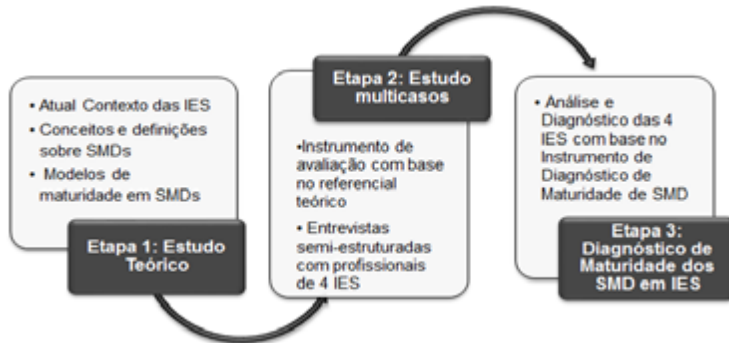 • Atual Contexto das IES
• Conceitos e definições
sobre SMDs
• Modelos de
maturidade em SMDs
Etapa 1: Estudo
Teórico
Etapa 2: Estudo
multicasos
•Instrumento de
avaliação com base
no referencial
teórico
• Entrevistas
semi-estruturadas
com profissionais
de 4 IES
• Análise e
Diagnóstico das 4
IES com base no
Instrumento de
Diagnóstico de
Maturidade de SMD
Etapa 3:
Diagnóstico de
Maturidade dos
SMD em IES